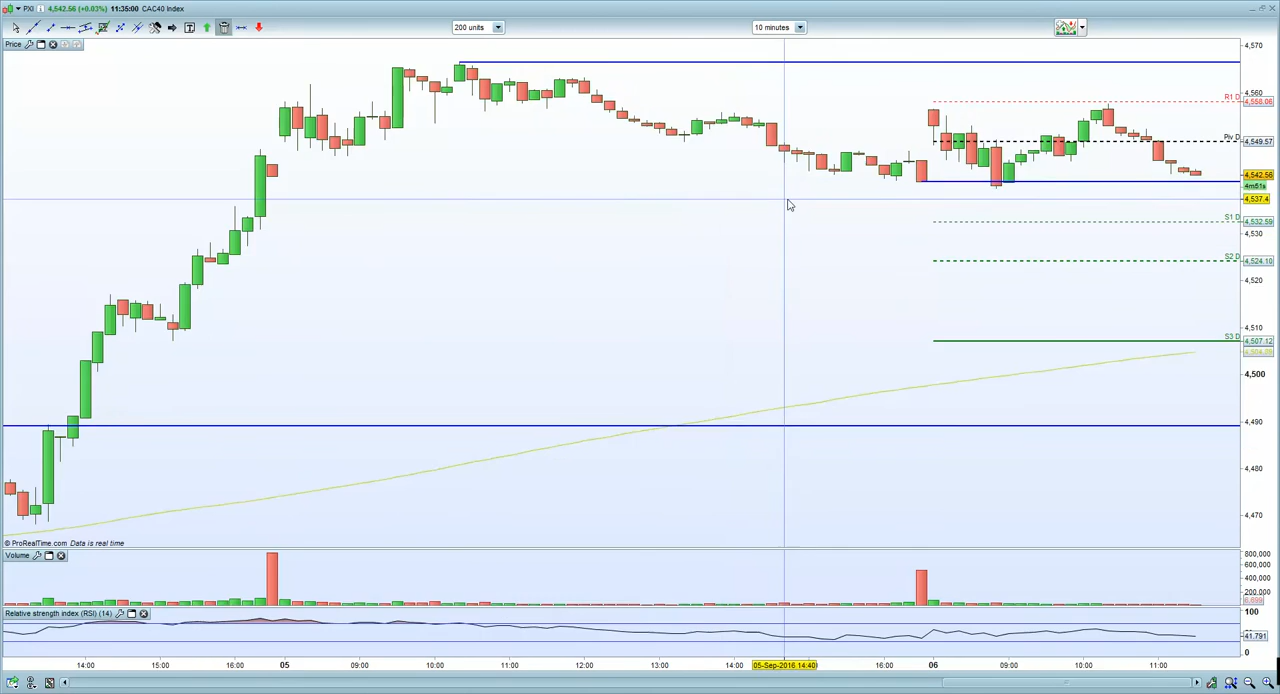 PXI 4,542.56 (+0.03%) 11:35:00 CAC40 Index
200 units 10 minutes
Price
4,570
4,560
R1 D 4,558.06
Piv D 4,549.57
4,542.56
4m51s
4,537.4
S1 D 4,532.59
4,530
S2 D 4,524.10
4,520
4,510
S3 D 4,507.12
4,500
4,490
4,480
4,470
© ProRealTime.com Data is real time
Volume
800,000
600,000
400,000
200,000
Relative strength index (RSI) (14)
100
41.791
0
14:00 15:00 16:00 05 09:00 10:00 11:00 12:00 13:00 14:00 05-Sep-2016 14:40 16:00 06 09:00 10:00 11:00